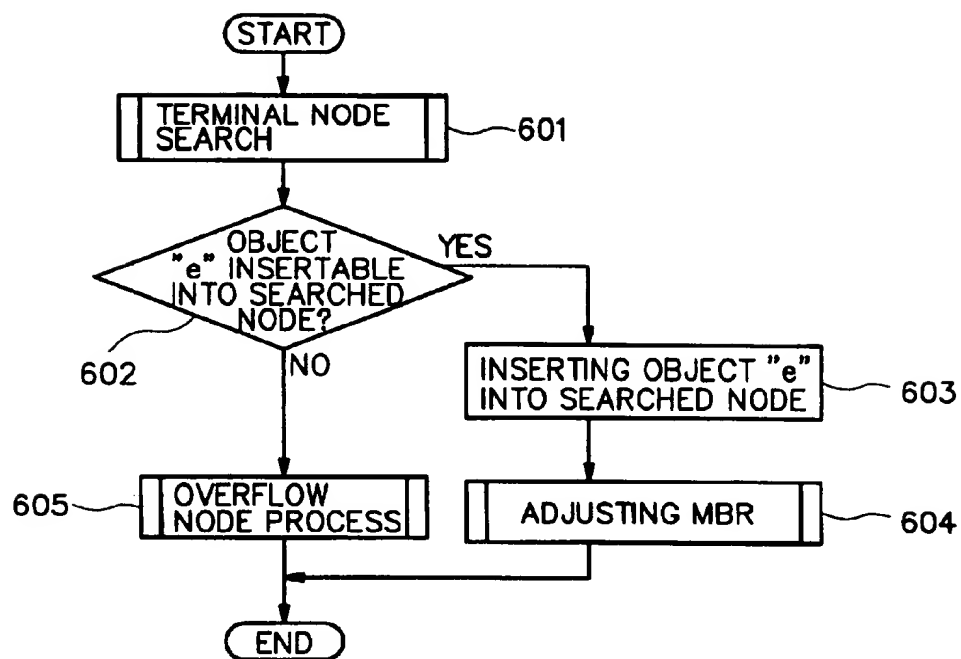 START
TERMINAL NODE
SEARCH
601
OBJECT
"e" INSERTABLE
INTO SEARCHED
NODE?
YES
602
NO
INSERTING OBJECT "e"
INTO SEARCHED NODE
603
605
OVERFLOW
NODE PROCESS
ADJUSTING MBR
604
END